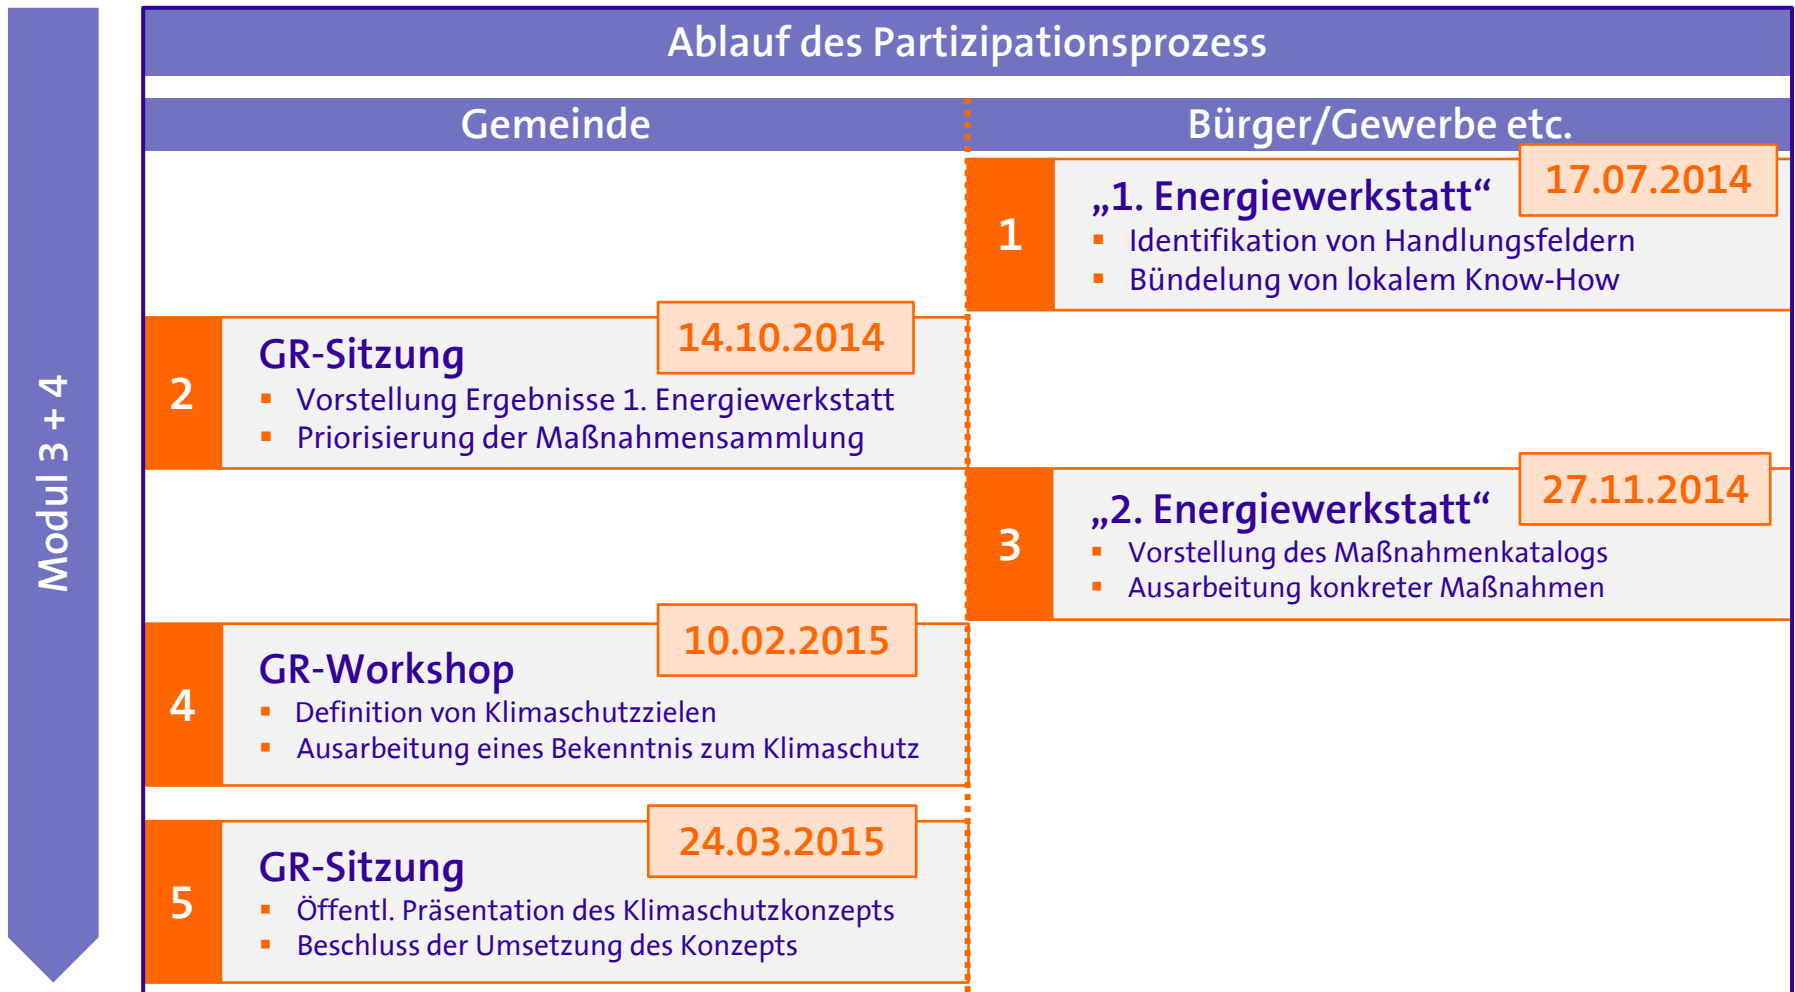 Modul 3 + 4
Ablauf des Partizipationsprozess
Gemeinde
Bürger/Gewerbe etc.
1
„1. Energiewerkstatt“
17.07.2014
▪ Identifikation von Handlungsfeldern
▪ Bündelung von lokalem Know-How
2
GR-Sitzung
14.10.2014
▪ Vorstellung Ergebnisse 1. Energiewerkstatt
▪ Priorisierung der Maßnahmensammlung
3
„2. Energiewerkstatt“
27.11.2014
▪ Vorstellung des Maßnahmenkatalogs
▪ Ausarbeitung konkreter Maßnahmen
4
GR-Workshop
10.02.2015
▪ Definition von Klimaschutzzielen
▪ Ausarbeitung eines Bekenntnis zum Klimaschutz
5
GR-Sitzung
24.03.2015
▪ Öffentl. Präsentation des Klimaschutzkonzepts
▪ Beschluss der Umsetzung des Konzepts